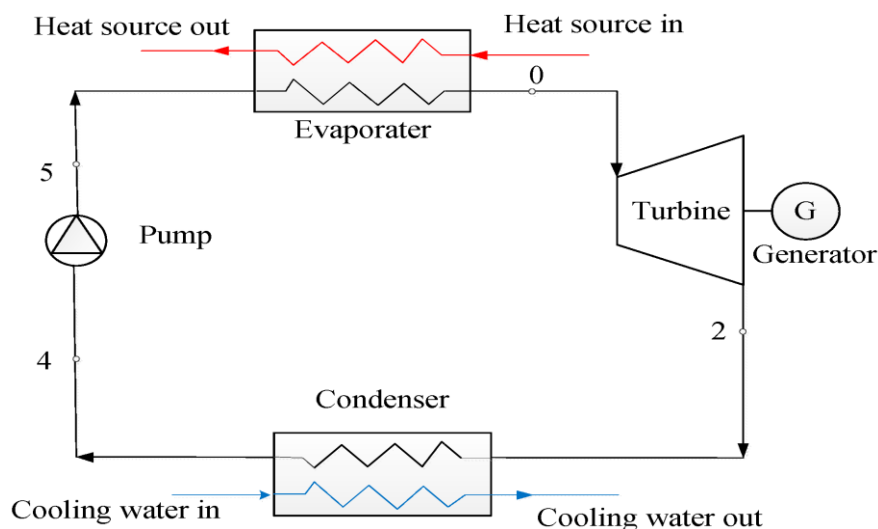 Heat source out
Heat source in
0
Evaporater
5
Pump
Turbine
G
Generator
2
4
Condenser
Cooling water in
Cooling water out